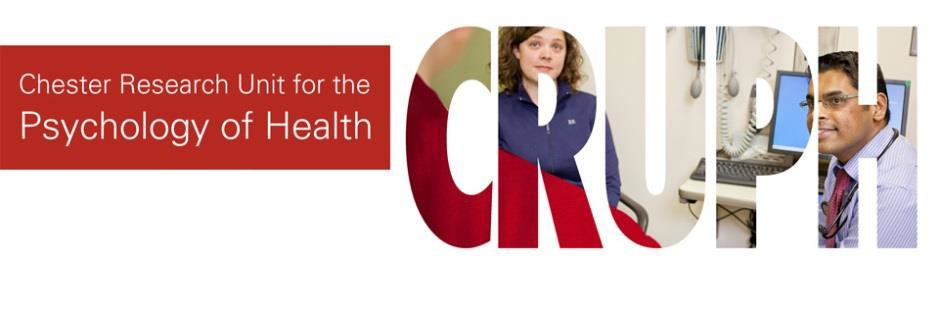 Chester Research Unit for the
Psychology of Health
CRUPH